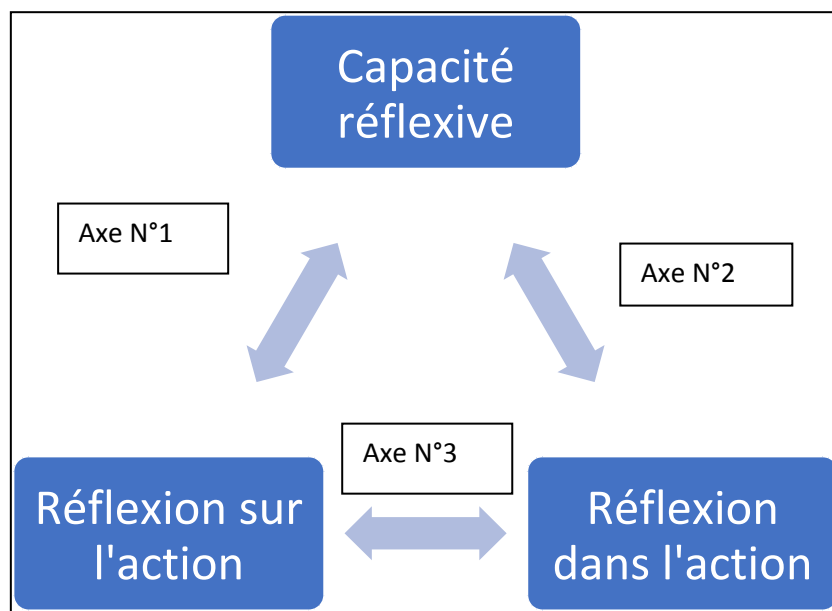 Capacité
réflexive
Axe N°1
Axe N°2
Axe N°3
Réflexion sur
l'action
Réflexion
dans l'action